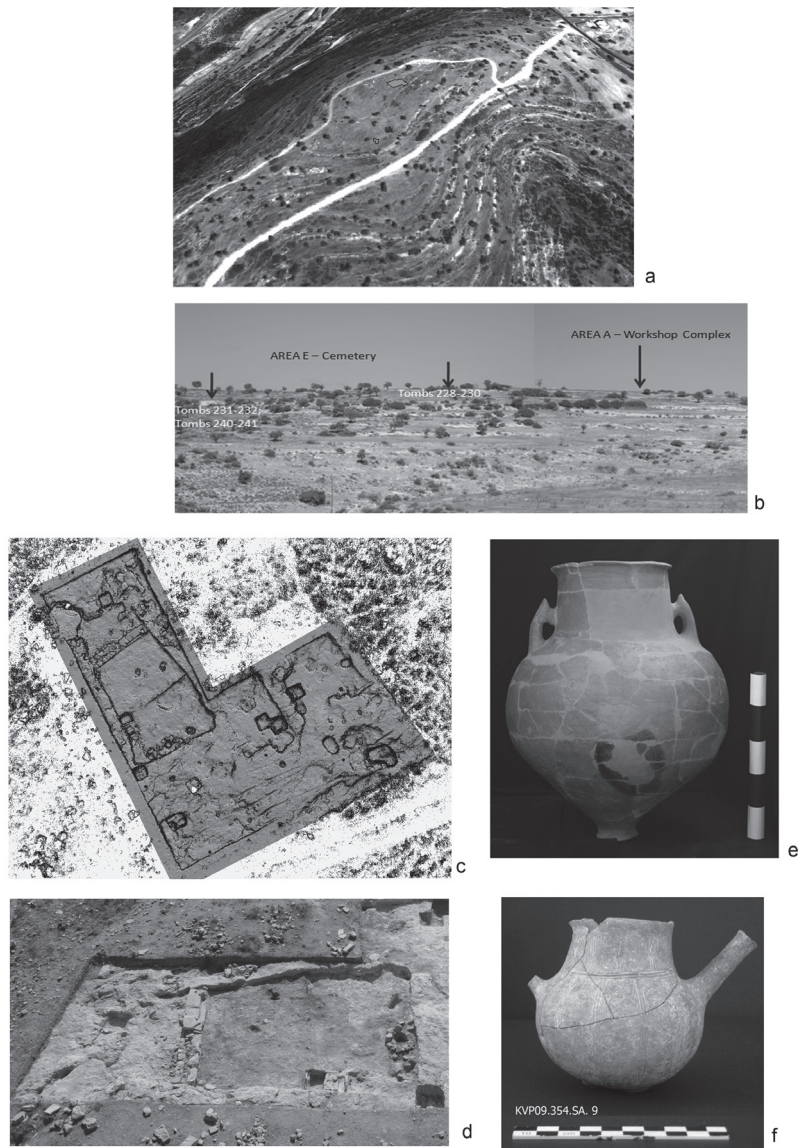 a
AREA E – Cemetery
AREA A – Workshop Complex
Tombs 231-232;
Tombs 240-241
Tombs 228-230
b
c
e
d
KVP09.354.SA. 9
f